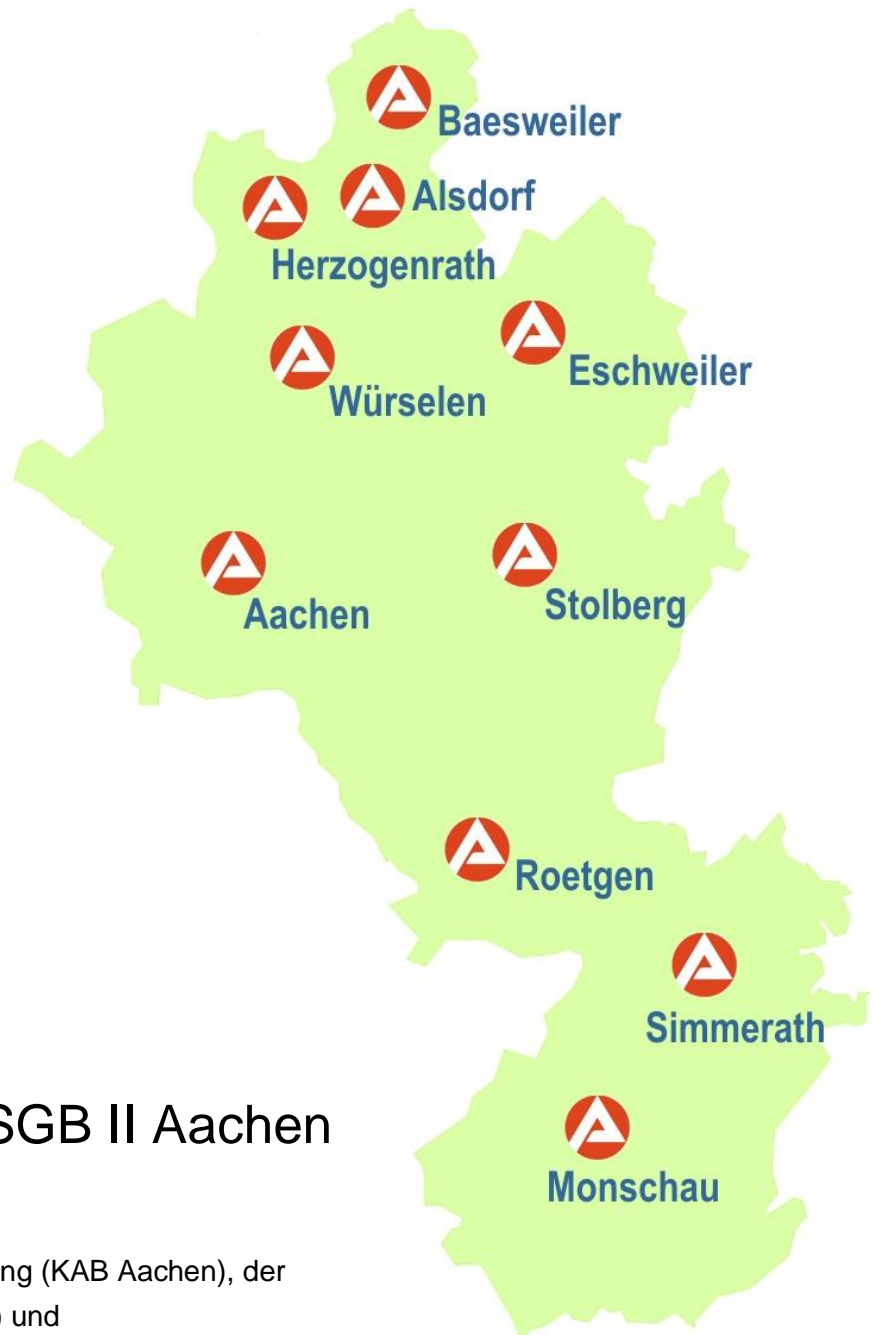 Baesweiler
Alsdorf
Herzogenrath
Eschweiler
Würselen
Aachen
Stolberg
Roetgen
Simmerath
Monschau
SGB II Aachen
ng (KAB Aachen), der
und